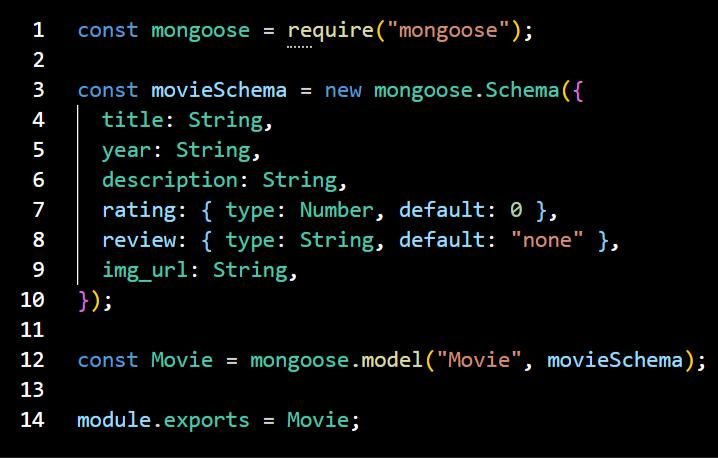 1 const mongoose = require("mongoose");
2
3 const movieSchema = new mongoose.Schema({
4   title: String,
5   year: String,
6   description: String,
7   rating: { type: Number, default: 0 },
8   review: { type: String, default: "none" },
9   img_url: String,
10 });
11
12 const Movie = mongoose.model("Movie", movieSchema);
13
14 module.exports = Movie;